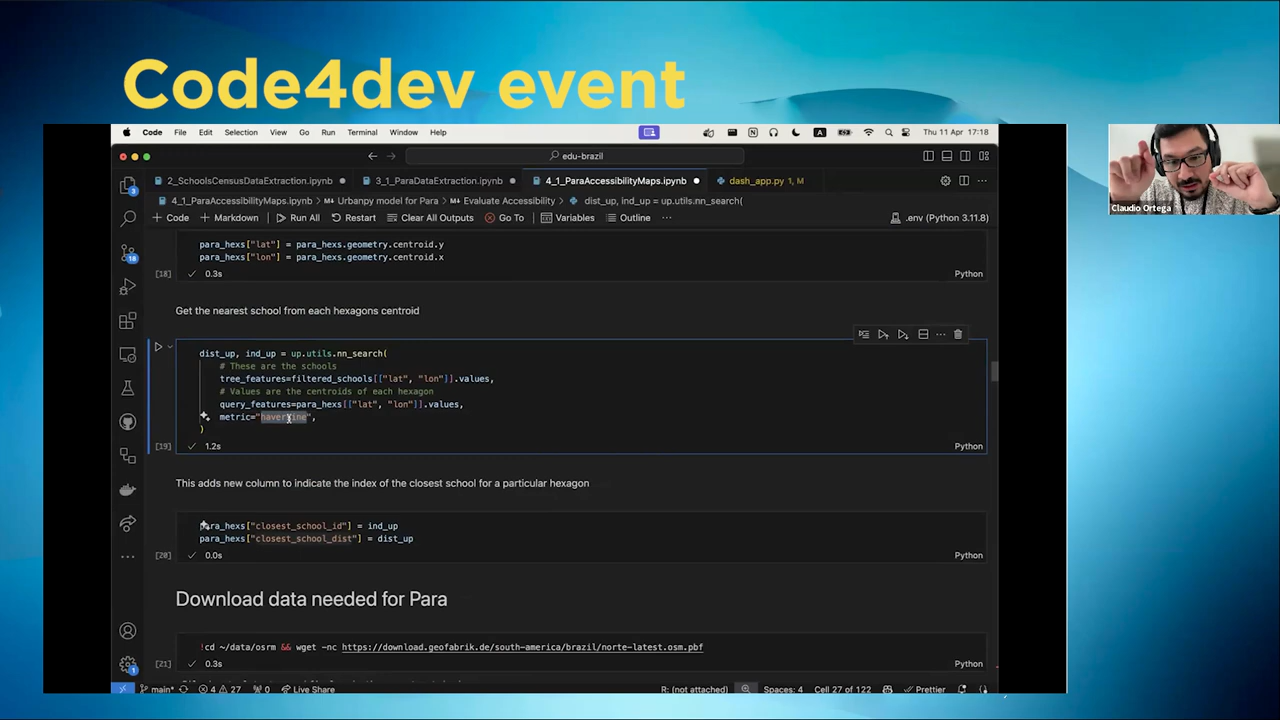 Code4dev event
Code File Edit Selection View Go Run Terminal Window Help
Thu 11 Apr 17:18
edu-brazil
2_SchoolsCensusDataExtraction.ipynb
3_1_ParaDataExtraction.ipynb
4_1_ParaAccessibilityMaps.ipynb
dash_app.py 1, M
4_1_ParaAccessibilityMaps.ipynb > Urbanpy model for Para > Evaluate Accessibility > dist_up, ind_up = up.utils.nn_search(
+ Code + Markdown Run All Restart Clear All Outputs Go To Variables Outline ... .env (Python 3.11.8)
para_hexs["lat"] = para_hexs.geometry.centroid.y
para_hexs["lon"] = para_hexs.geometry.centroid.x
[18] ✓ 0.3s Python
Get the nearest school from each hexagons centroid
dist_up, ind_up = up.utils.nn_search(
# These are the schools
tree_features=filtered_schools[["lat", "lon"]].values,
# Values are the centroids of each hexagon
query_features=para_hexs[["lat", "lon"]].values,
metric="haversine",
)
[19] ✓ 1.2s Python
This adds new column to indicate the index of the closest school for a particular hexagon
para_hexs["closest_school_id"] = ind_up
para_hexs["closest_school_dist"] = dist_up
[20] ✓ 0.0s Python
Download data needed for Para
!cd ~/data/osrm && wget -nc https://download.geofabrik.de/south-america/brazil/norte-latest.osm.pbf
[21] ✓ 0.3s Python
main* 4 27 0 Live Share R: (not attached) Spaces: 4 Cell 27 of 122 Prettier
3
18
1
Claudio Ortega